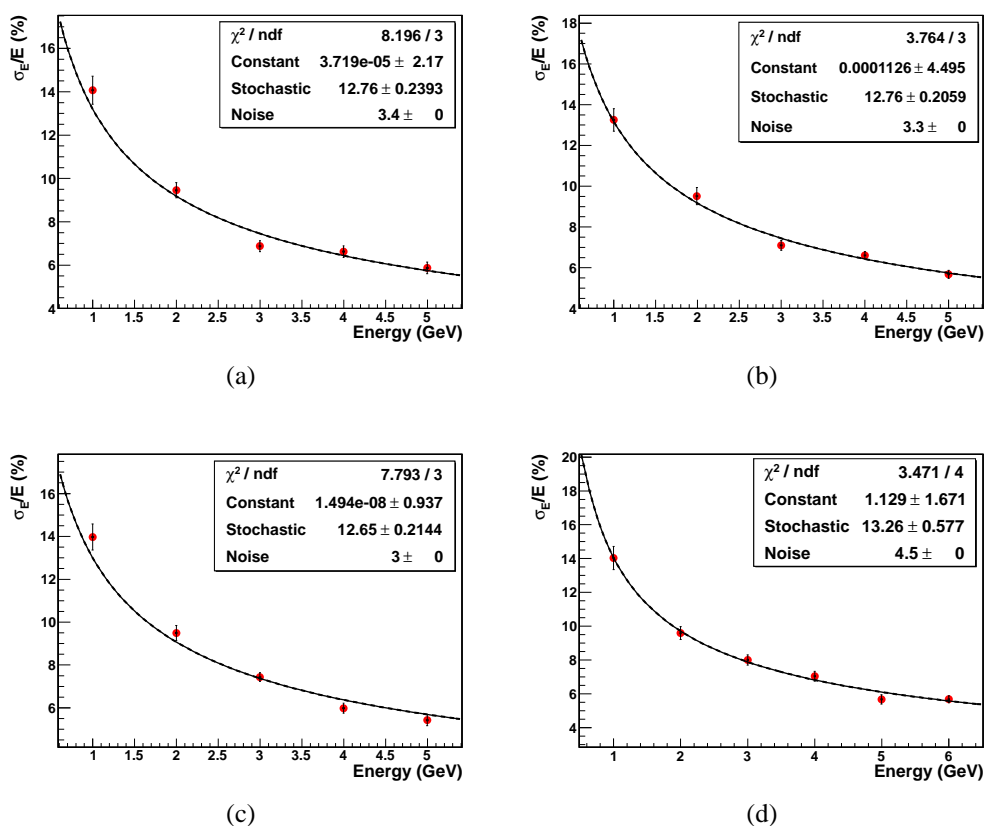 σE/E (%)
χ² / ndf 8.196 / 3
Constant 3.719e-05 ± 2.17
Stochastic 12.76 ± 0.2393
Noise 3.4 ± 0
16
14
12
10
8
6
4
1 1.5 2 2.5 3 3.5 4 4.5 5
Energy (GeV)
(a)
σE/E (%)
χ² / ndf 3.764 / 3
Constant 0.0001126 ± 4.495
Stochastic 12.76 ± 0.2059
Noise 3.3 ± 0
18
16
14
12
10
8
6
4
1 1.5 2 2.5 3 3.5 4 4.5 5
Energy (GeV)
(b)
σE/E (%)
χ² / ndf 7.793 / 3
Constant 1.494e-08 ± 0.937
Stochastic 12.65 ± 0.2144
Noise 3 ± 0
16
14
12
10
8
6
1 1.5 2 2.5 3 3.5 4 4.5 5
Energy (GeV)
(c)
σE/E (%)
χ² / ndf 3.471 / 4
Constant 1.129 ± 1.671
Stochastic 13.26 ± 0.577
Noise 4.5 ± 0
20
18
16
14
12
10
8
6
4
1 2 3 4 5 6
Energy (GeV)
(d)